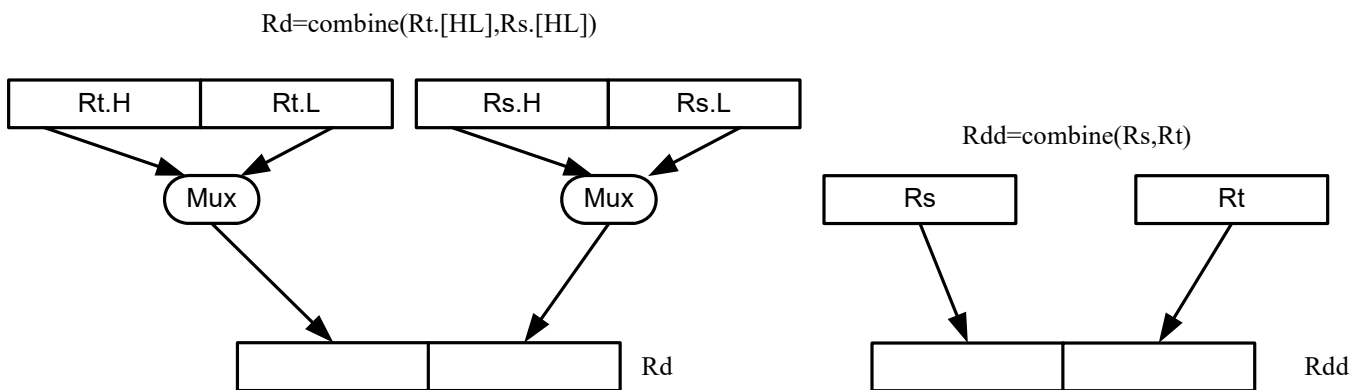 Rd=combine(Rt.[HL],Rs.[HL])
Rt.H Rt.L Rs.H Rs.L
Mux Mux
Rd
Rdd=combine(Rs,Rt)
Rs Rt
Rdd